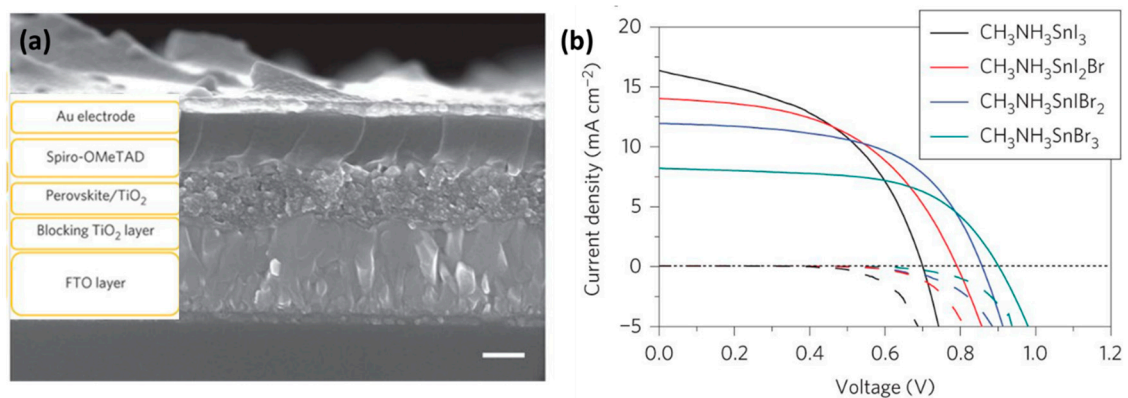 (a)
Au electrode
Spiro-OMeTAD
Perovskite/TiO₂
Blocking TiO₂ layer
FTO layer
(b)
20
15
10
5
0
−5
Current density (mA cm⁻²)
CH₃NH₃SnI₃
CH₃NH₃SnI₂Br
CH₃NH₃SnIBr₂
CH₃NH₃SnBr₃
0.0 0.2 0.4 0.6 0.8 1.0 1.2
Voltage (V)